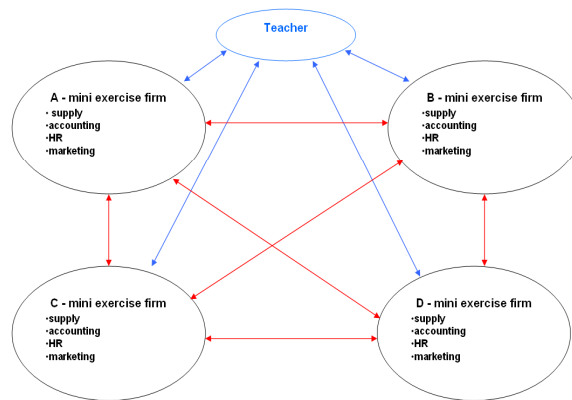 Teacher
A - mini exercise firm
· supply
·accounting
·HR
·marketing
B - mini exercise firm
·supply
·accounting
·HR
·marketing
C - mini exercise firm
·supply
·accounting
·HR
·marketing
D - mini exercise firm
·supply
·accounting
·HR
·marketing